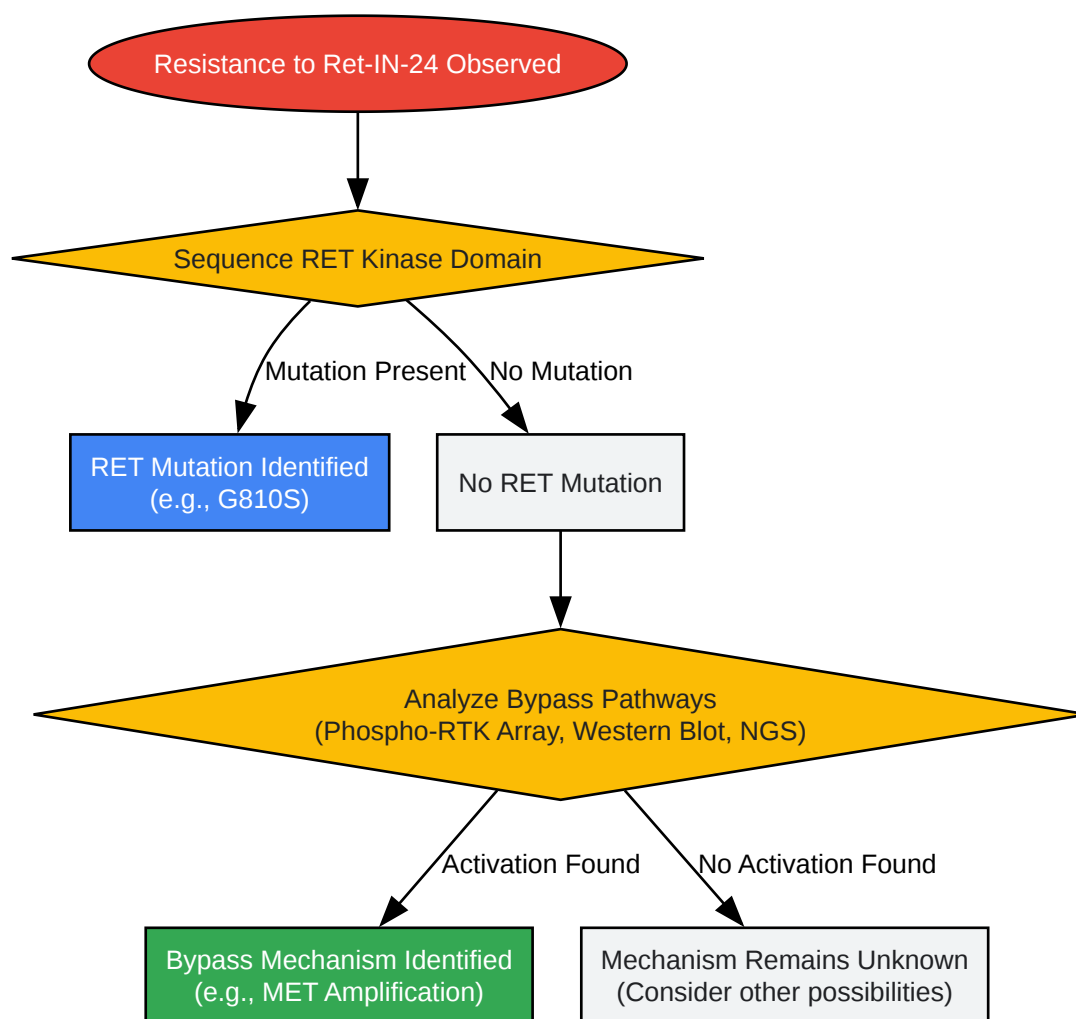 Resistance to Ret-IN-24 Observed
Sequence RET Kinase Domain
Mutation Present
No Mutation
RET Mutation Identified
(e.g., G810S)
No RET Mutation
Analyze Bypass Pathways
(Phospho-RTK Array, Western Blot, NGS)
Activation Found
No Activation Found
Bypass Mechanism Identified
(e.g., MET Amplification)
Mechanism Remains Unknown
(Consider other possibilities)